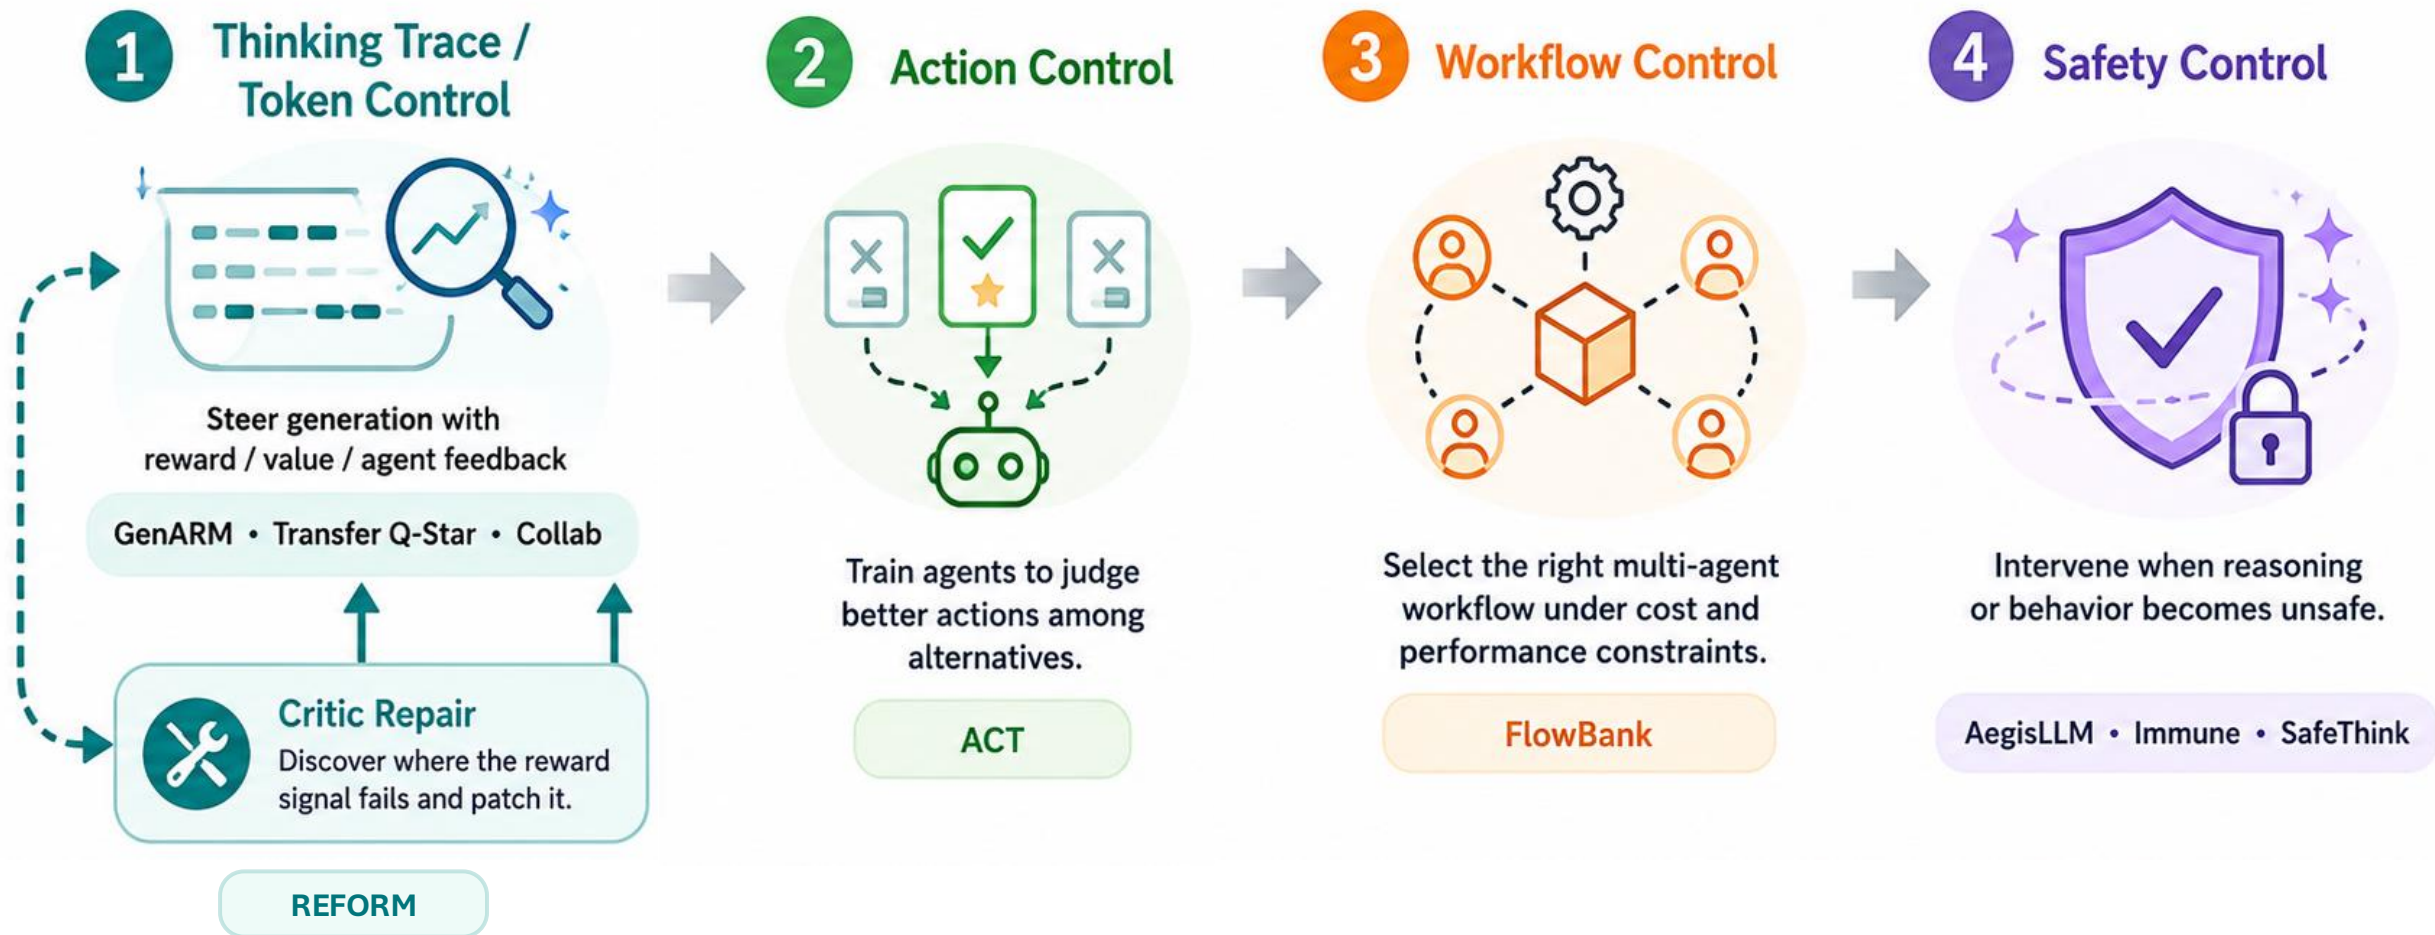 1
Thinking Trace /
Token Control
Steer generation with
reward / value / agent feedback
GenARM • Transfer Q-Star • Collab
Critic Repair
Discover where the reward
signal fails and patch it.
REFORM
2
Action Control
Train agents to judge
better actions among
alternatives.
ACT
3
Workflow Control
Select the right multi-agent
workflow under cost and
performance constraints.
FlowBank
4
Safety Control
Intervene when reasoning
or behavior becomes unsafe.
AegisLLM • Immune • SafeThink